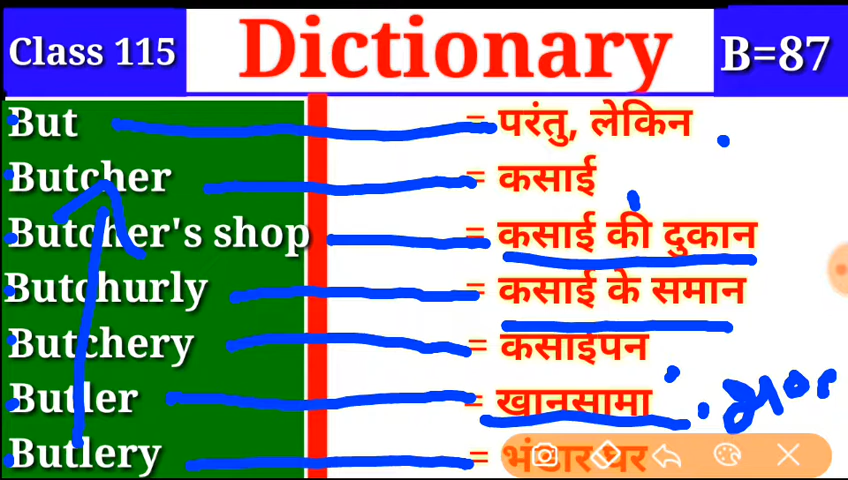 Class 115 Dictionary B=87
But = परंतु, लेकिन
Butcher = कसाई
Butcher's shop = कसाई की दुकान
Butchurly = कसाई के समान
Butchery = कसाईपन
Butler = खानसामा
Butlery = भंडार घर